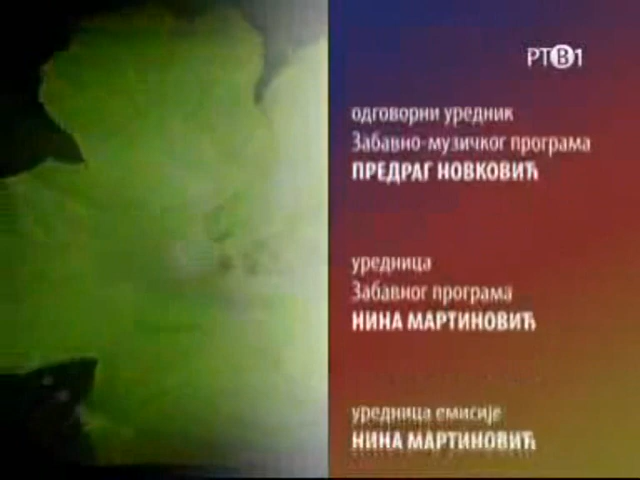 РТВ1
одговорни уредник
Забавно-музичког програма
ПРЕДРАГ НОВКОВИЋ
уредница
Забавног програма
НИНА МАРТИНОВИЋ
уредница емисије
НИНА МАРТИНОВИЋ